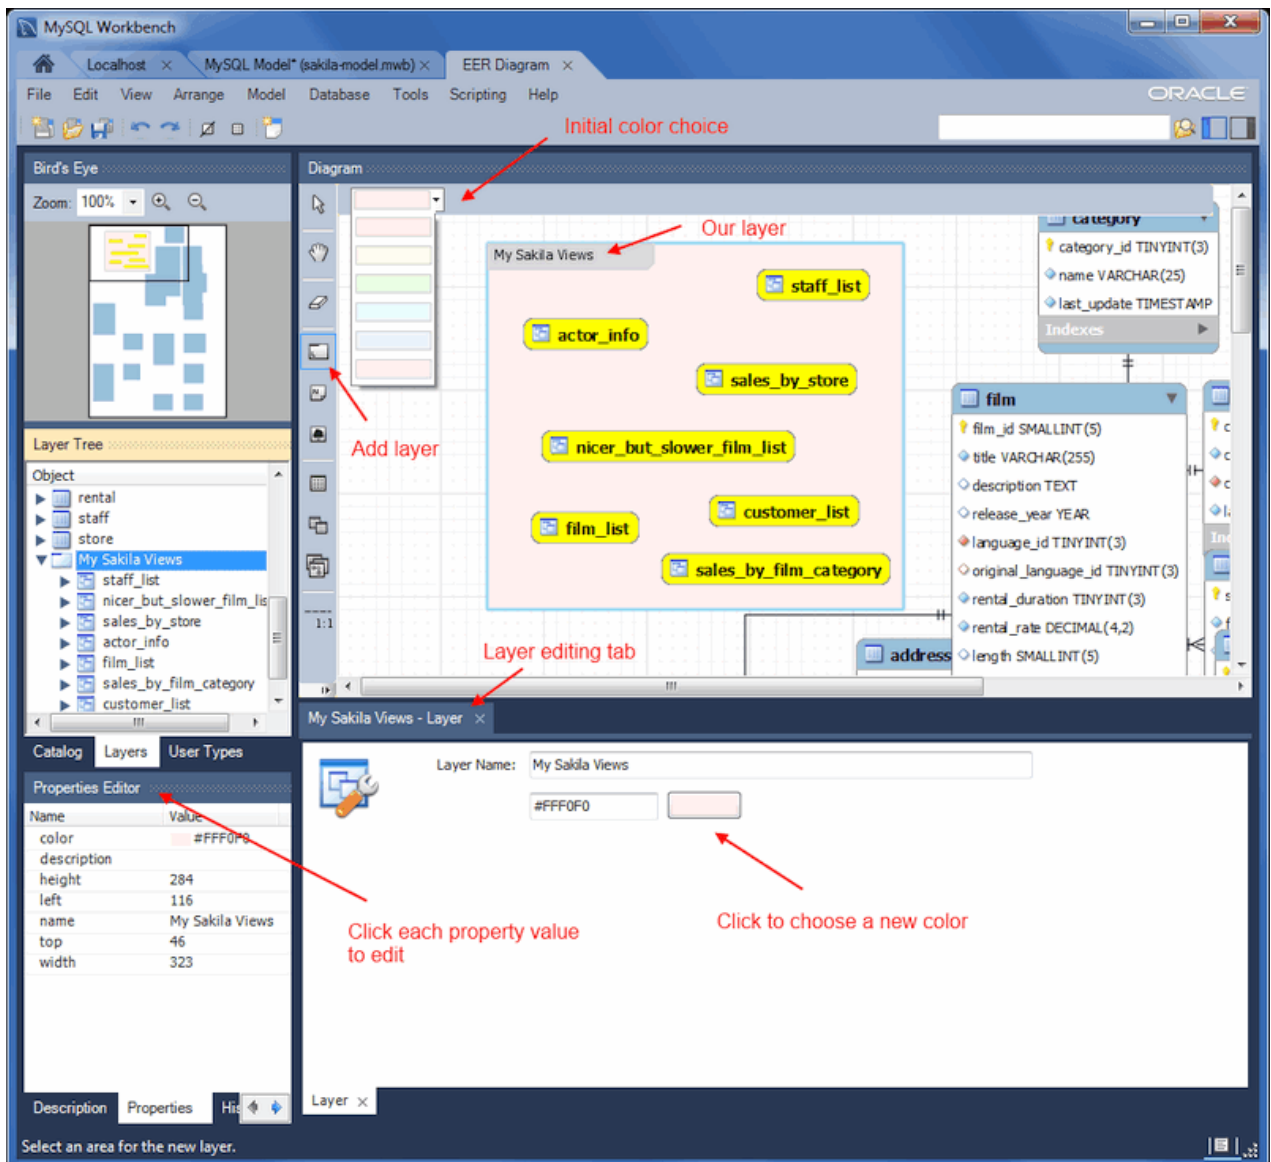 MySQL Workbench
Localhost
MySQL Model* (sakila-model.mwb)
EER Diagram
File Edit View Arrange Model Database Tools Scripting Help
ORACLE
Initial color choice
Bird's Eye
Diagram
Zoom: 100%
Our layer
My Sakila Views
staff_list
actor_info
sales_by_store
nicer_but_slower_film_list
customer_list
film_list
sales_by_film_category
category
category_id TINYINT(3)
name VARCHAR(25)
last_update TIMESTAMP
Indexes
film
film_id SMALLINT(5)
title VARCHAR(255)
description TEXT
release_year YEAR
language_id TINYINT(3)
original_language_id TINYINT(3)
rental_duration TINYINT(3)
rental_rate DECIMAL(4,2)
length SMALLINT(5)
address
Add layer
1:1
Layer Tree
Object
rental
staff
store
My Sakila Views
staff_list
nicer_but_slower_film_lis
sales_by_store
actor_info
film_list
sales_by_film_category
customer_list
Catalog Layers User Types
Layer editing tab
My Sakila Views - Layer
Layer Name: My Sakila Views
#FFF0F0
Click to choose a new color
Properties Editor
Name Value
color #FFF0F0
description
height 284
left 116
name My Sakila Views
top 46
width 323
Click each property value
to edit
Description Properties His
Layer
Select an area for the new layer.